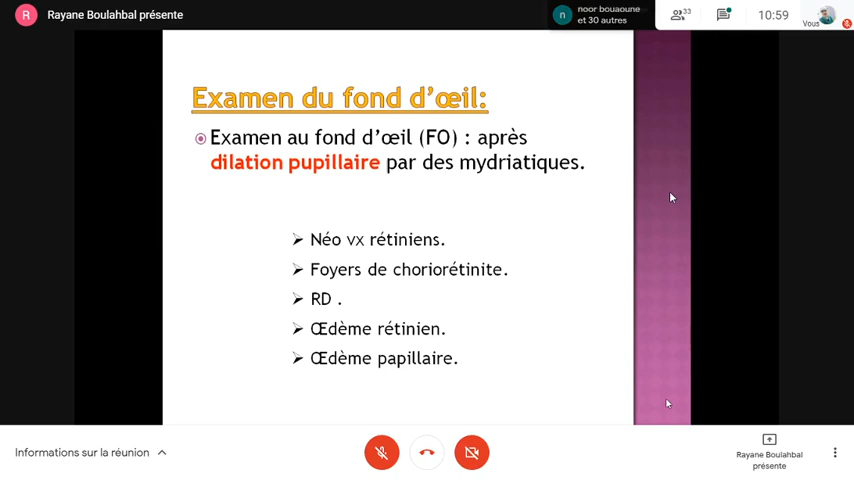 R Rayane Boulahbal présente
n noor bouaoune
et 30 autres
33
10:59
Vous
Examen du fond d'œil:
Examen au fond d'œil (FO) : après
dilation pupillaire par des mydriatiques.
Néo vx rétiniens.
Foyers de choriorétinite.
RD .
Œdème rétinien.
Œdème papillaire.
Informations sur la réunion
Rayane Boulahbal
présente